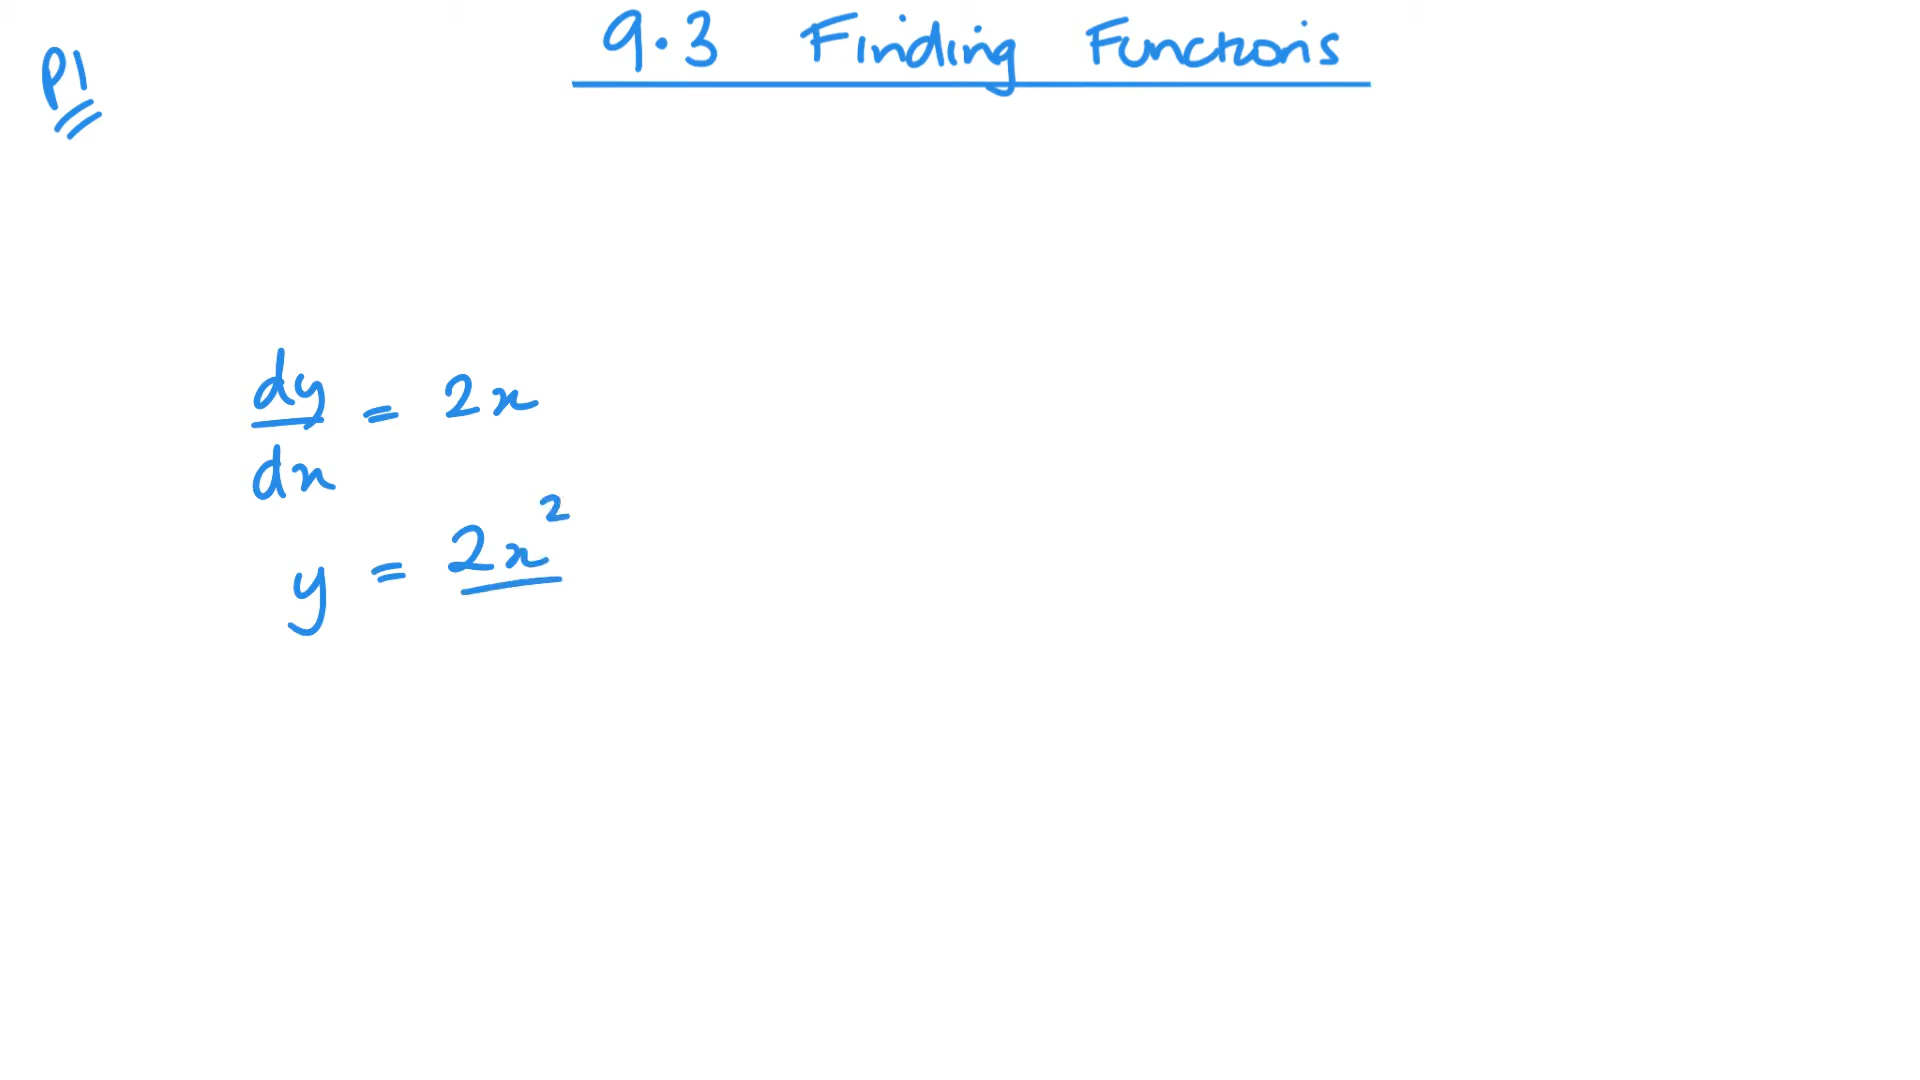 P1
9.3 Finding Functions
dy/dx = 2x
y = 2x²/